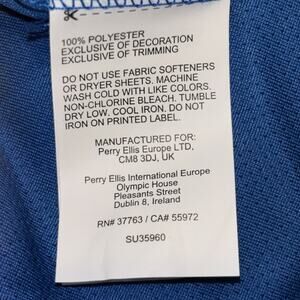 100% POLYESTER
EXCLUSIVE OF DECORATION
EXCLUSIVE OF TRIMMING
DO NOT USE FABRIC SOFTENERS
OR DRYER SHEETS. MACHINE
WASH COLD WITH LIKE COLORS.
NON-CHLORINE BLEACH. TUMBLE
DRY LOW. COOL IRON. DO NOT
IRON ON PRINTED LABEL.
MANUFACTURED FOR:
Perry Ellis Europe LTD,
CM8 3DJ, UK
Perry Ellis International Europe
Olympic House
Pleasants Street
Dublin 8, Ireland
RN# 37763 / CA# 55972
SU35960